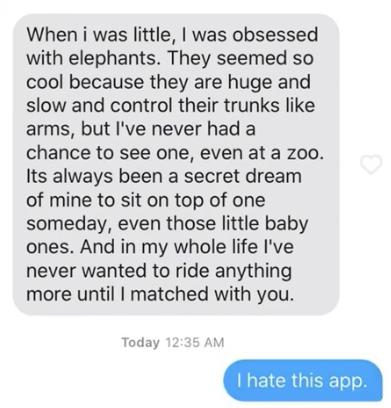 When i was little, I was obsessed
with elephants. They seemed so
cool because they are huge and
slow and control their trunks like
arms, but I've never had a
chance to see one, even at a zoo.
Its always been a secret dream
of mine to sit on top of one
someday, even those little baby
ones. And in my whole life I've
never wanted to ride anything
more until I matched with you.
Today 12:35 AM
I hate this app.